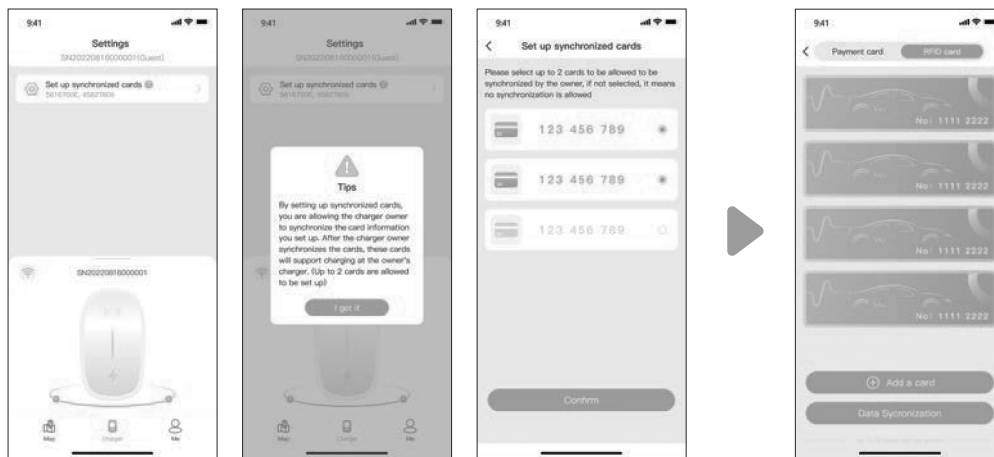 9:41
Settings
SN20220816000001(Guest)
Set up synchronized cards
SN20220816000001
Map
Charger
Me
9:41
Settings
SN20220816000001(Guest)
Set up synchronized cards
Tips
By setting up synchronized cards,
you are allowing the charger owner
to synchronize the card information
you set up. After the charger owner
synchronizes the cards, these cards
will support charging at the owner's
charger. (Up to 2 cards are allowed
to be set up)
I got it
Map
Charger
Me
9:41
Set up synchronized cards
Please select up to 2 cards to be allowed to be
synchronized by the owner, if not selected, it means
no synchronization is allowed
123 456 789
123 456 789
123 456 789
Confirm
9:41
Payment card
RFID card
No: 1111 2222
No: 1111 2222
No: 1111 2222
No: 1111 2222
Add a card
Data Sycronization